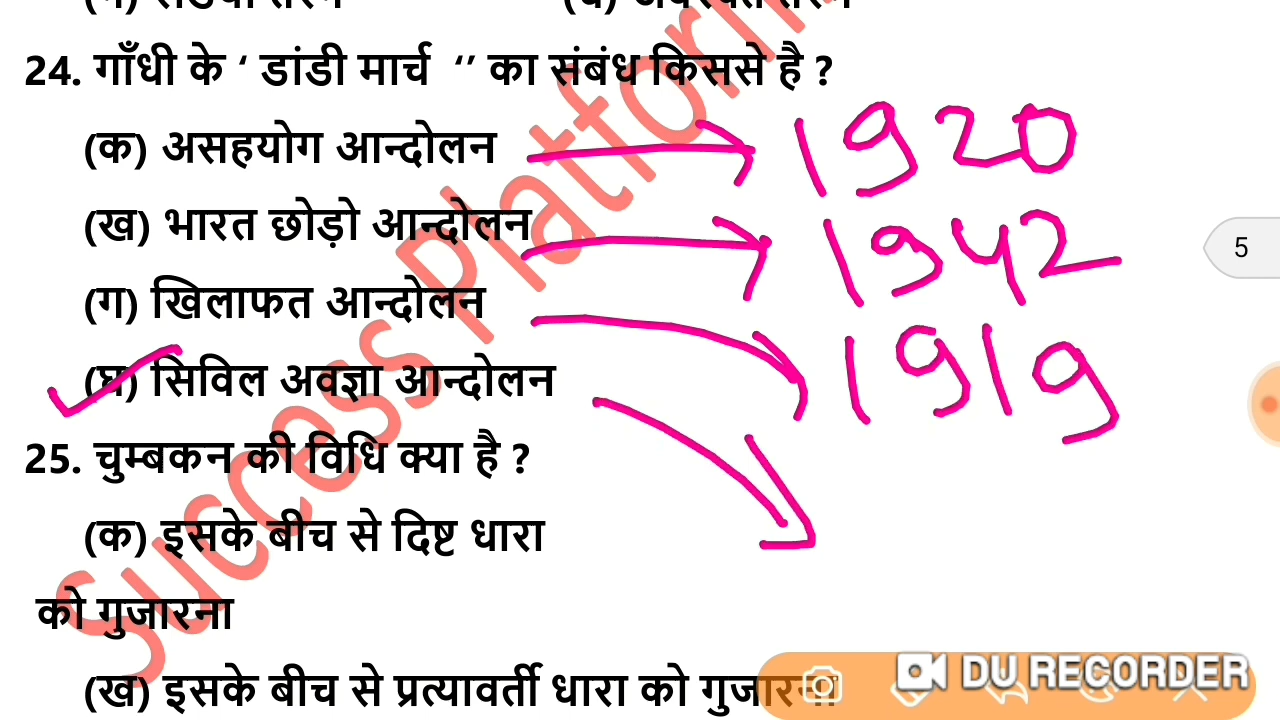 24. गाँधी के ‘ डांडी मार्च ‘’ का संबंध किससे है ?
(क) असहयोग आन्दोलन 1920
(ख) भारत छोड़ो आन्दोलन 1942
(ग) खिलाफत आन्दोलन 1919
(घ) सिविल अवज्ञा आन्दोलन
25. चुम्बकन की विधि क्या है ?
(क) इसके बीच से दिष्ट धारा
को गुजारना
(ख) इसके बीच से प्रत्यावर्ती धारा को गुजारना
Success Platform
5
DU RECORDER